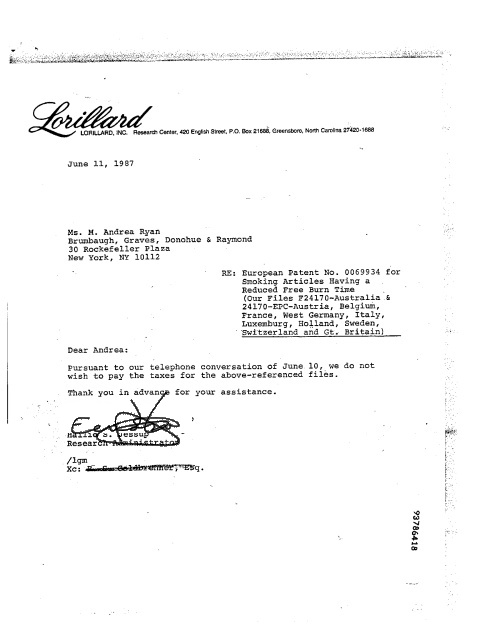 Lorillard
LORILLARD, INC. Research Center, 420 English Street, P.O. Box 21688, Greensboro, North Carolina 27420-1688
June 11, 1987
Ms. M. Andrea Ryan
Brumbaugh, Graves, Donohue & Raymond
30 Rockefeller Plaza
New York, NY 10112
RE: European Patent No. 0069934 for
Smoking Articles Having a
Reduced Free Burn Time
(Our Files F24170-Australia &
24170-EPC-Austria, Belgium,
France, West Germany, Italy,
Luxemburg, Holland, Sweden,
Switzerland and Gt. Britain)
Dear Andrea:
Pursuant to our telephone conversation of June 10, we do not
wish to pay the taxes for the above-referenced files.
Thank you in advance for your assistance.
S. Jessup
Research Administrator
/lgm
Xc: Esq.
93786418